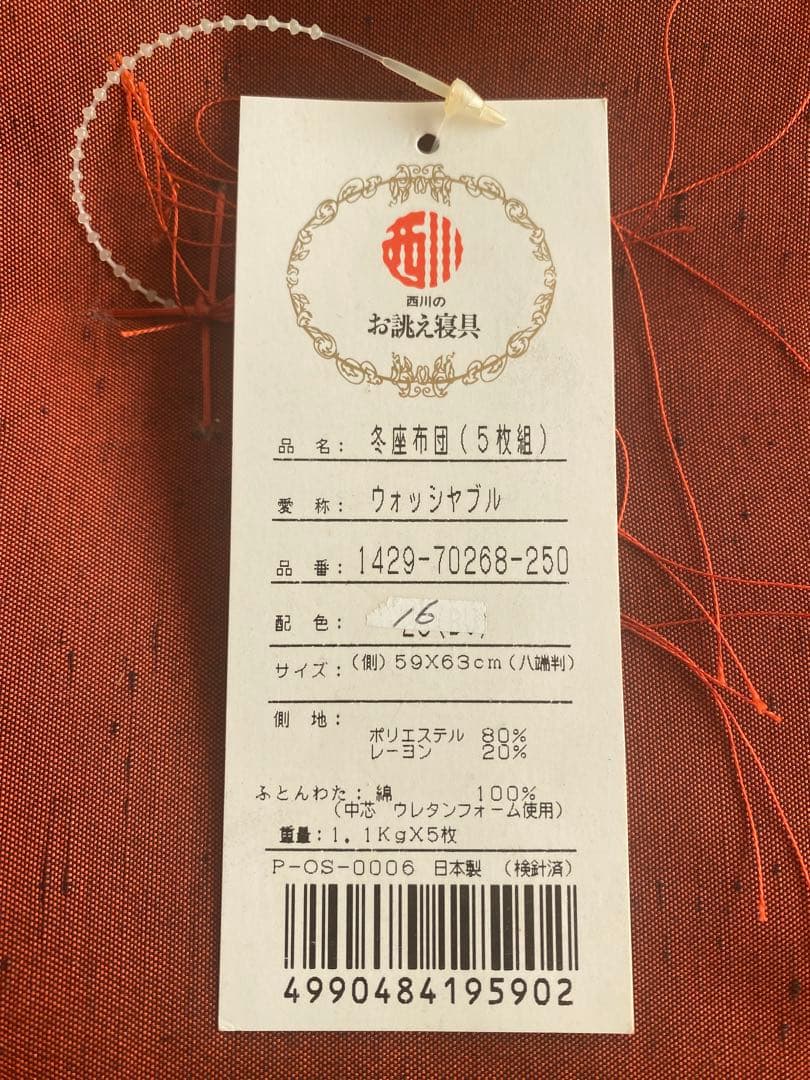 西川
西川の
お誂え寝具
品 名： 冬座布団(5枚組)
愛 称： ウォッシヤブル
品 番： 1429-70268-250
配 色： 16
サイズ： (側)59X63cm(八端判)
側 地：
ポリエステル 80%
レーヨン 20%
ふとんわた： 綿 100%
(中芯 ウレタンフォーム使用)
重量：1.1KgX5枚
P-OS-0006 日本製 (検針済)
4990484195902